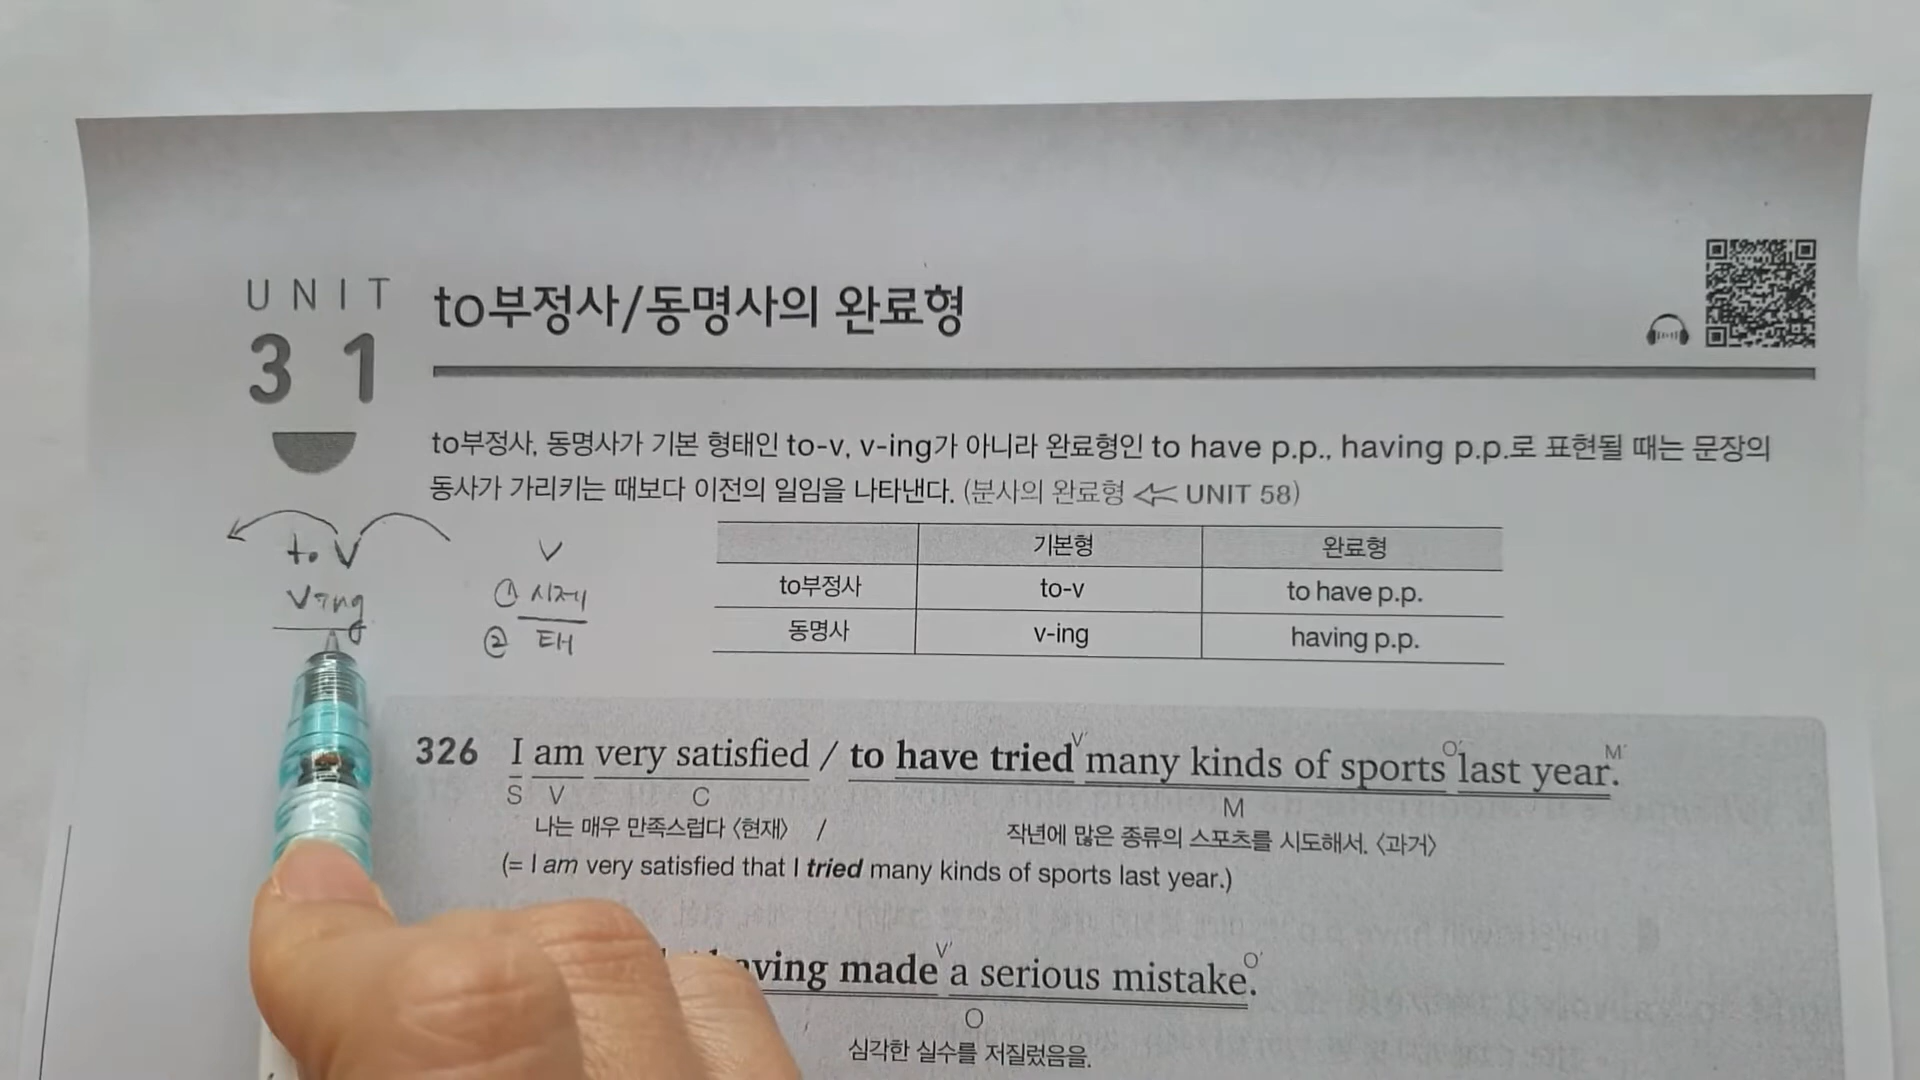 UNIT
31
to부정사/동명사의 완료형
to부정사, 동명사가 기본 형태인 to-v, v-ing가 아니라 완료형인 to have p.p., having p.p.로 표현될 때는 문장의
동사가 가리키는 때보다 이전의 일임을 나타낸다. (분사의 완료형 UNIT 58)
to V
Ving
V
① 시제
② 태
기본형 완료형
to부정사 to-v to have p.p.
동명사 v-ing having p.p.
326 I am very satisfied / to have tried V′ many kinds of sports O′ last year. M′
S V C M
나는 매우 만족스럽다 〈현재〉 / 작년에 많은 종류의 스포츠를 시도해서. 〈과거〉
(= I am very satisfied that I tried many kinds of sports last year.)
made V′ a serious mistake. O′
O
심각한 실수를 저질렀음을.